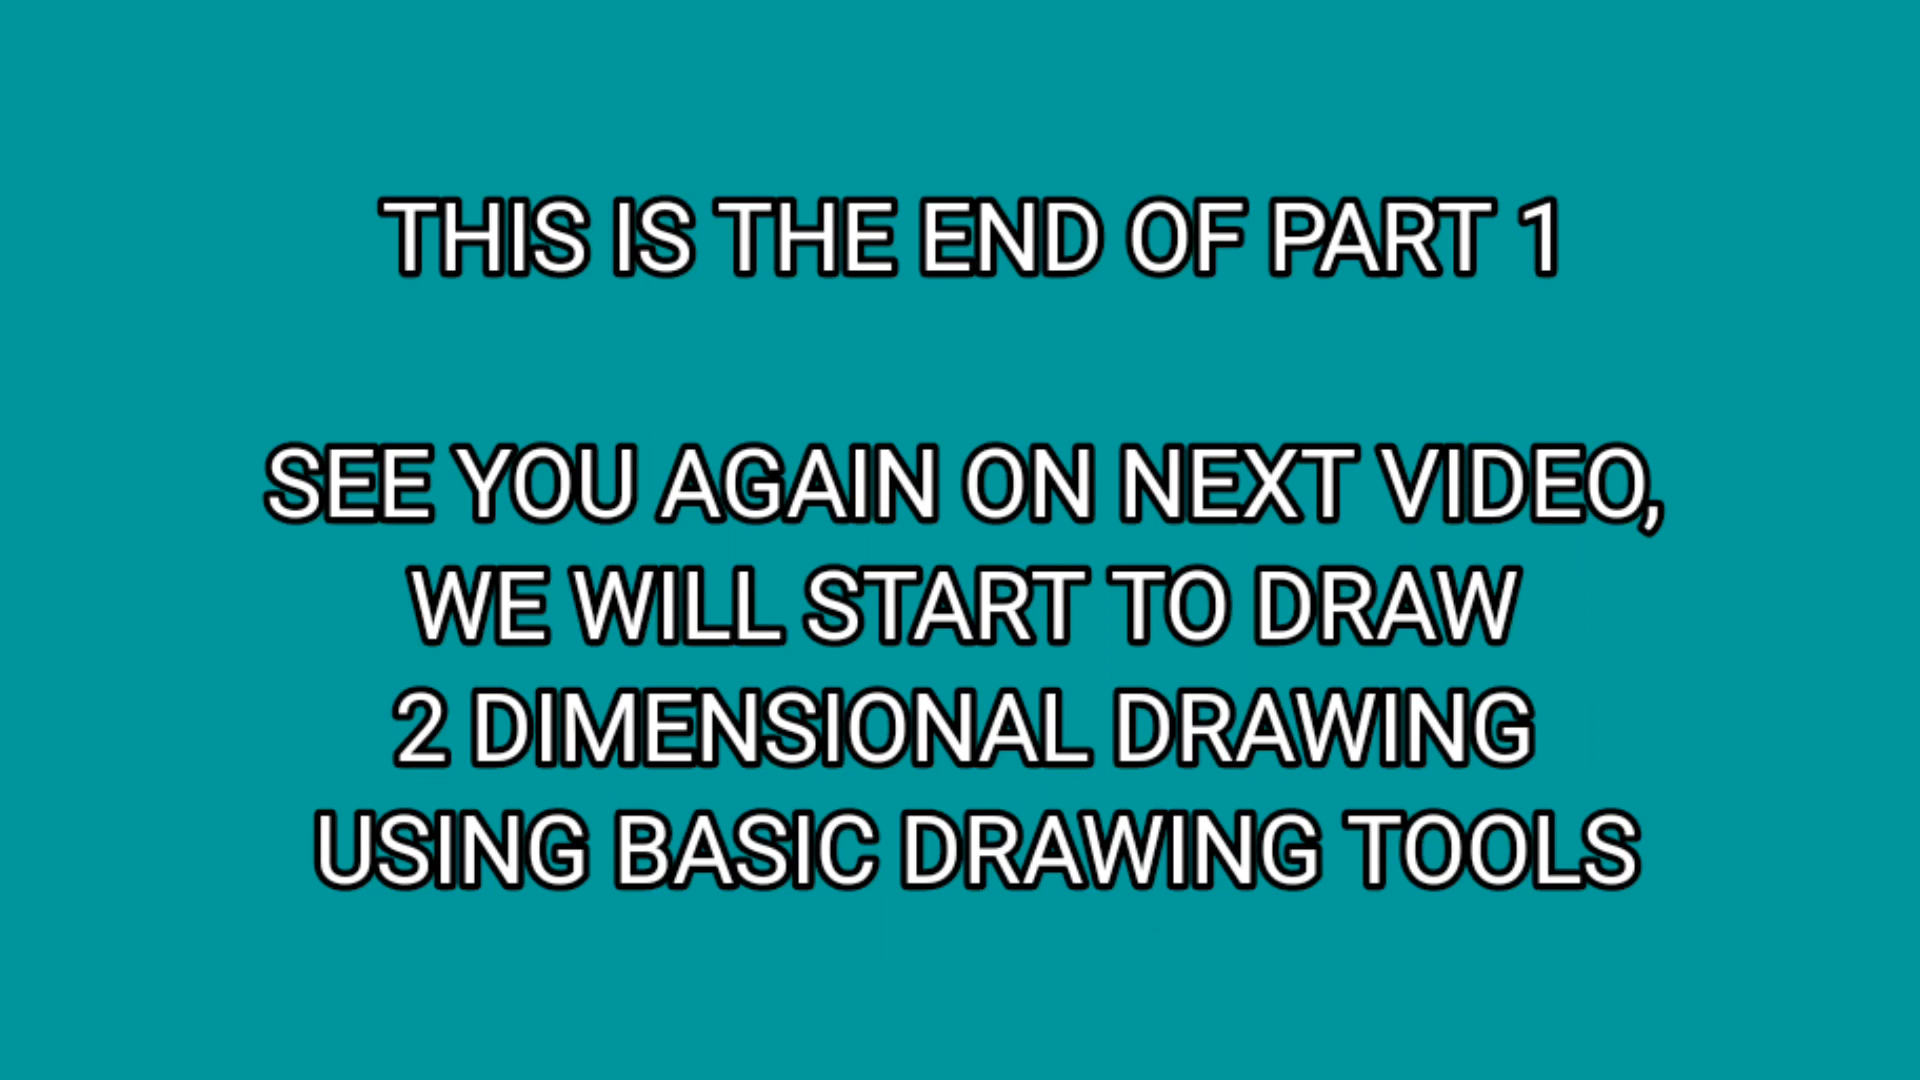 THIS IS THE END OF PART 1
SEE YOU AGAIN ON NEXT VIDEO,
WE WILL START TO DRAW
2 DIMENSIONAL DRAWING
USING BASIC DRAWING TOOLS